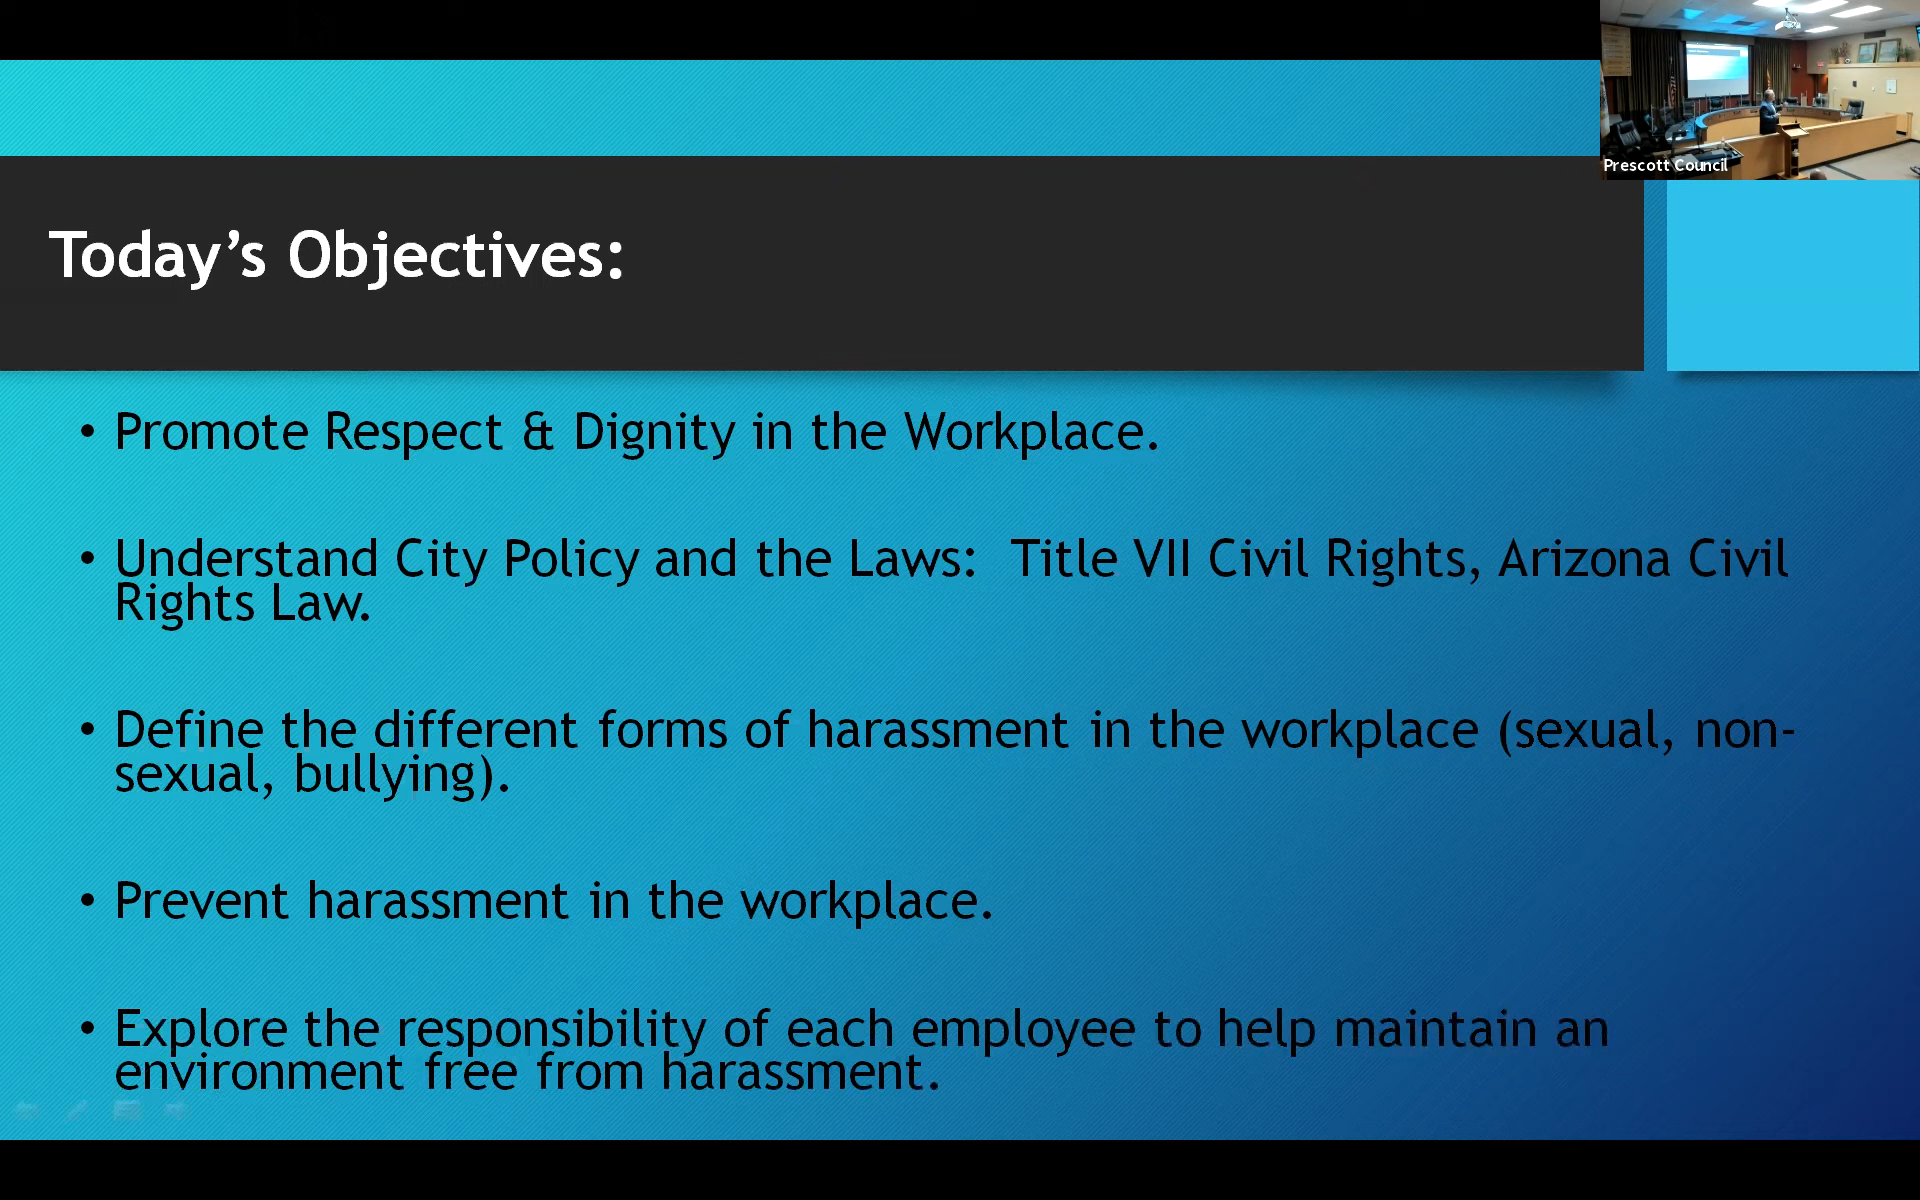 Prescott Council
Today’s Objectives:
• Promote Respect & Dignity in the Workplace.
• Understand City Policy and the Laws:  Title VII Civil Rights, Arizona Civil
Rights Law.
• Define the different forms of harassment in the workplace (sexual, non-
sexual, bullying).
• Prevent harassment in the workplace.
• Explore the responsibility of each employee to help maintain an
environment free from harassment.